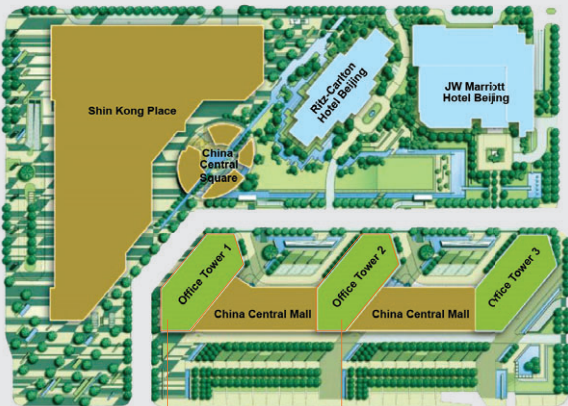 Shin Kong Place
Ritz-Carlton
Hotel Beijing
JW Marriott
Hotel Beijing
China
Central
Square
Office Tower 1
Office Tower 2
Office Tower 3
China Central Mall
China Central Mall